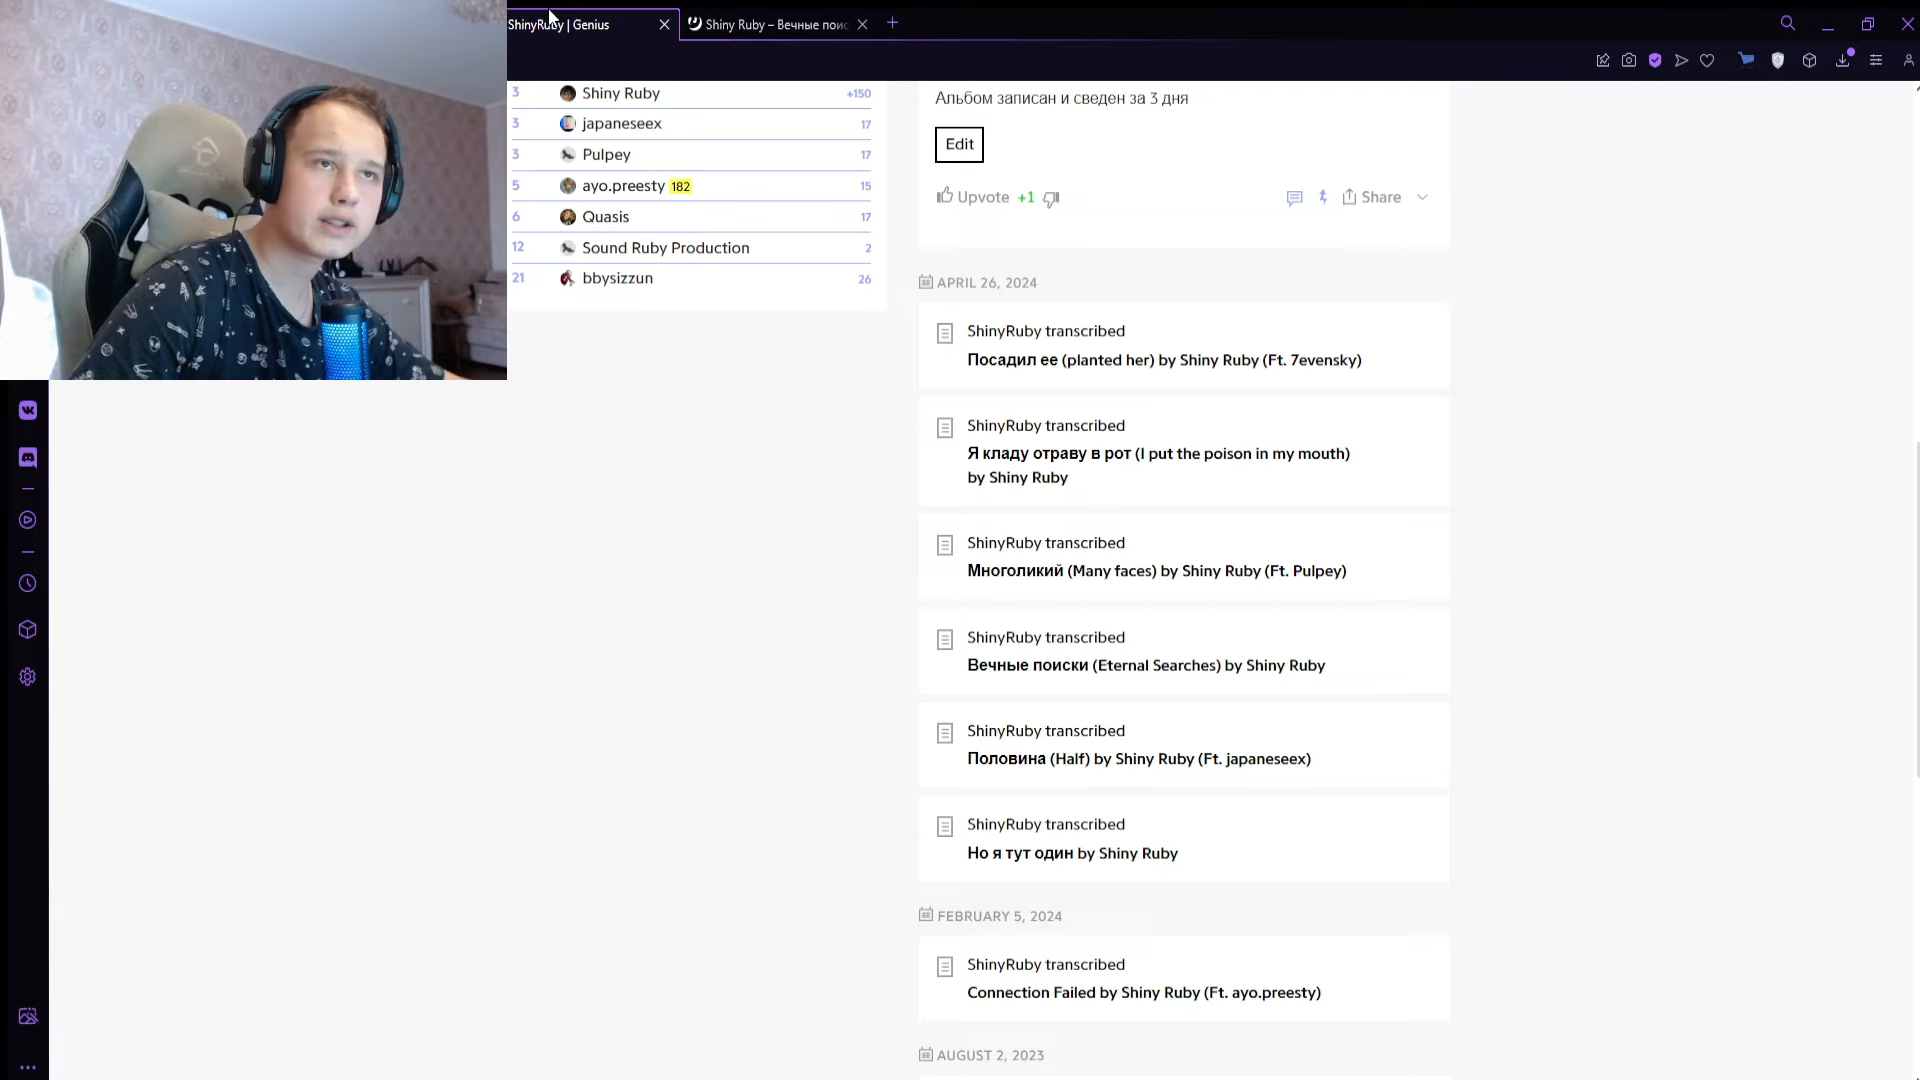 ShinyRuby | Genius
Shiny Ruby – Вечные поис
3 Shiny Ruby +150
3 japaneseex 17
3 Pulpey 17
5 ayo.preesty 182 15
6 Quasis 17
12 Sound Ruby Production 2
21 bbysizzun 26
Альбом записан и сведен за 3 дня
Edit
Upvote +1 Share
APRIL 26, 2024
ShinyRuby transcribed
Посадил ее (planted her) by Shiny Ruby (Ft. 7evensky)
ShinyRuby transcribed
Я кладу отраву в рот (I put the poison in my mouth)
by Shiny Ruby
ShinyRuby transcribed
Многоликий (Many faces) by Shiny Ruby (Ft. Pulpey)
ShinyRuby transcribed
Вечные поиски (Eternal Searches) by Shiny Ruby
ShinyRuby transcribed
Половина (Half) by Shiny Ruby (Ft. japaneseex)
ShinyRuby transcribed
Но я тут один by Shiny Ruby
FEBRUARY 5, 2024
ShinyRuby transcribed
Connection Failed by Shiny Ruby (Ft. ayo.preesty)
AUGUST 2, 2023